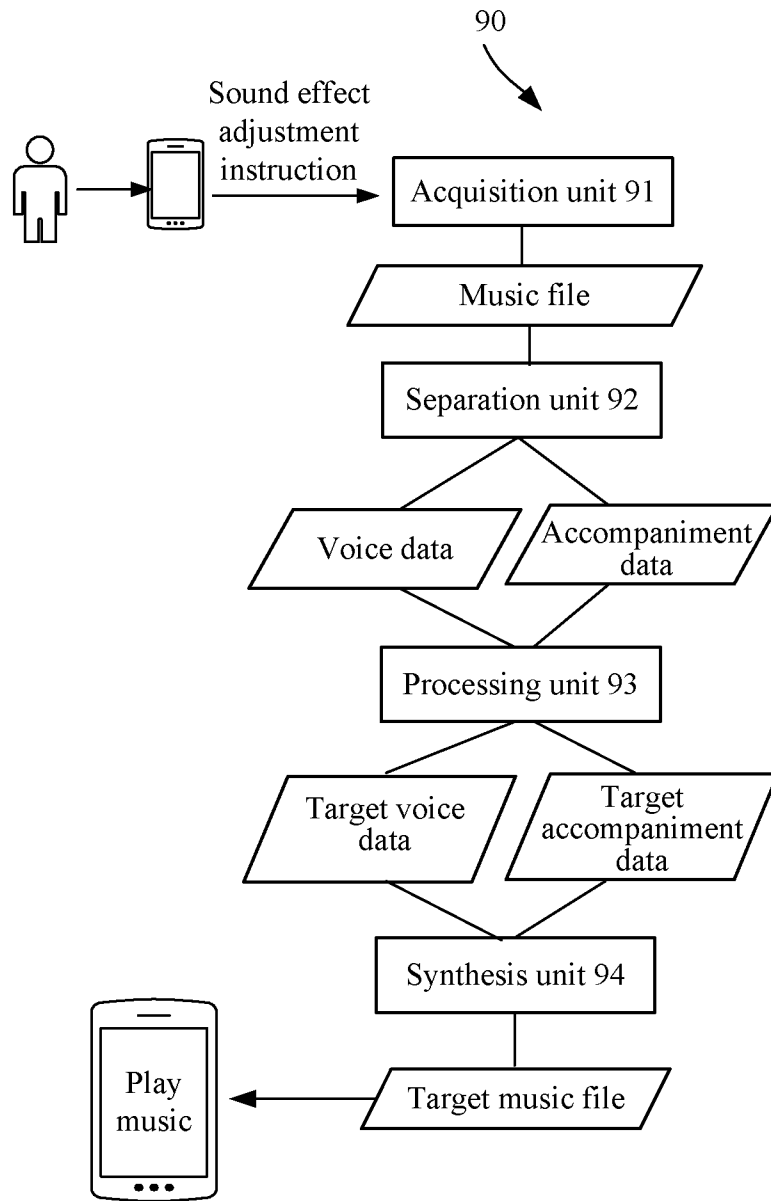 90
Sound effect
adjustment
instruction
Acquisition unit 91
Music file
Separation unit 92
Voice data
Accompaniment
data
Processing unit 93
Target voice
data
Target
accompaniment
data
Synthesis unit 94
Target music file
Play
music